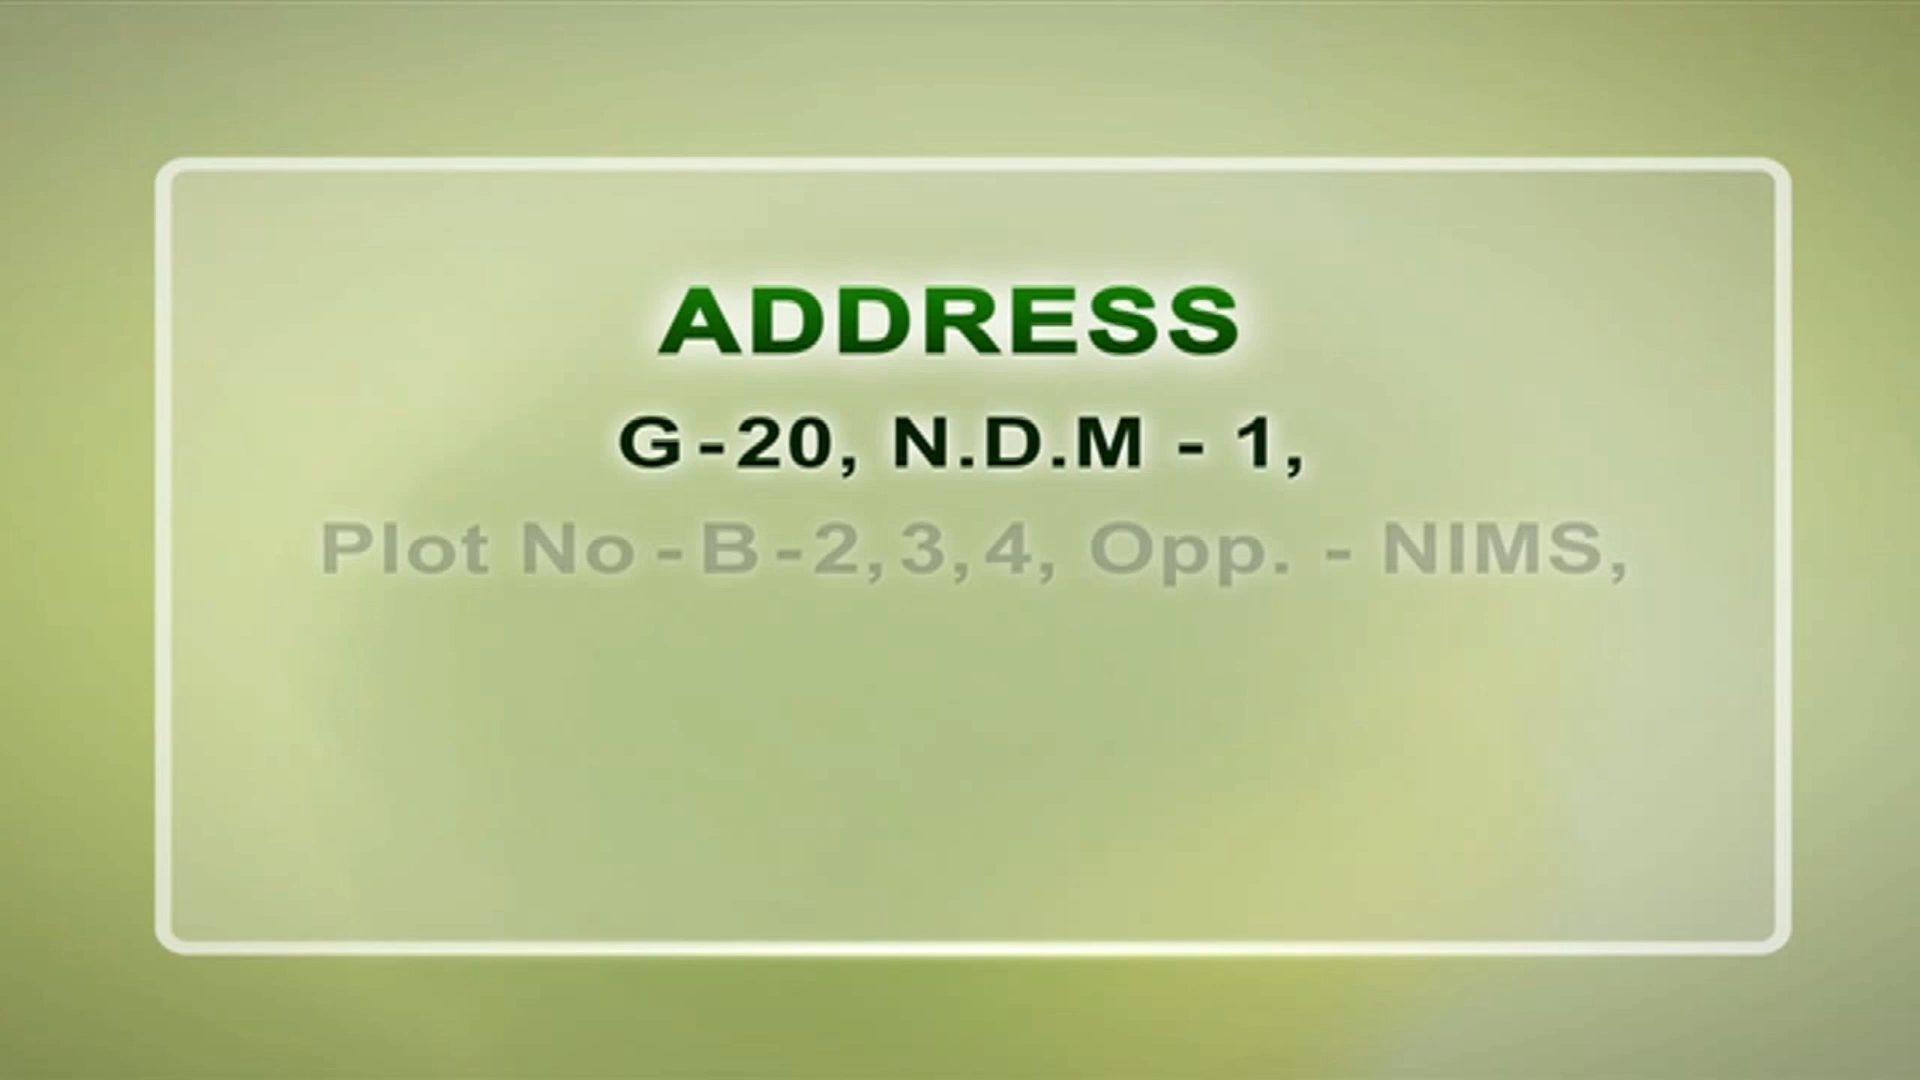 ADDRESS
G-20, N.D.M - 1,
Plot No-B-2,3,4, Opp. - NIMS,